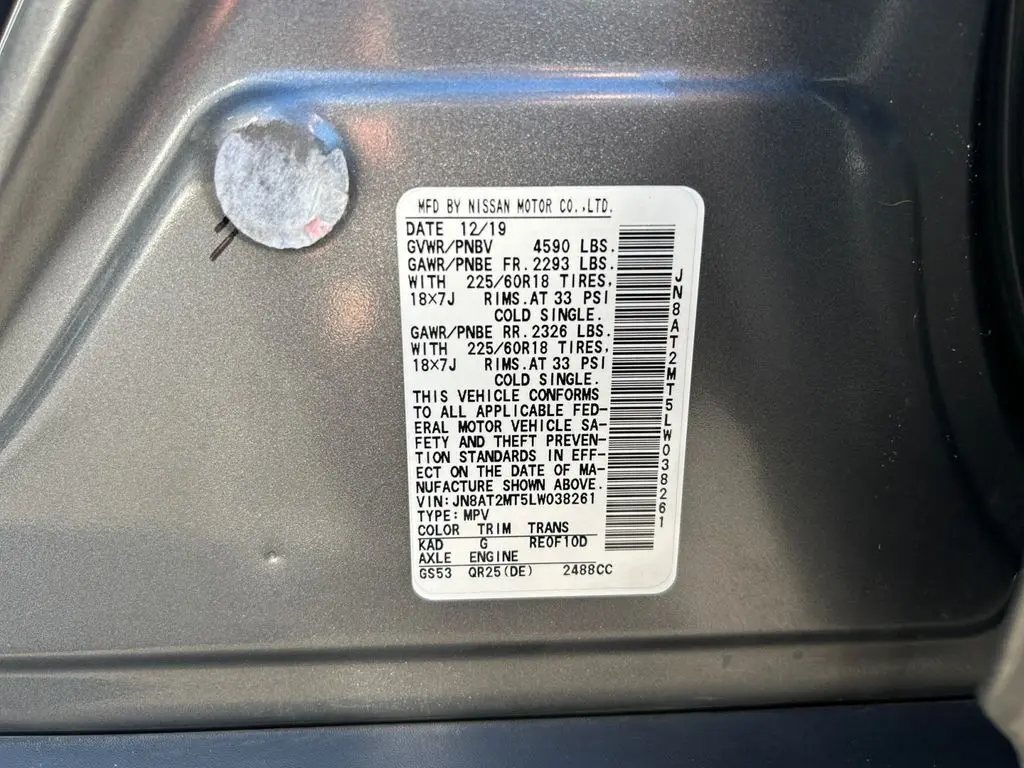 MFD BY NISSAN MOTOR CO.,LTD.
DATE 12/19
GVWR/PNBV 4590 LBS.
GAWR/PNBE FR. 2293 LBS.
WITH 225/60R18 TIRES,
18×7J RIMS.AT 33 PSI
COLD SINGLE.
GAWR/PNBE RR. 2326 LBS.
WITH 225/60R18 TIRES,
18×7J RIMS.AT 33 PSI
COLD SINGLE.
THIS VEHICLE CONFORMS
TO ALL APPLICABLE FED-
ERAL MOTOR VEHICLE SA-
FETY AND THEFT PREVEN-
TION STANDARDS IN EFF-
ECT ON THE DATE OF MA-
NUFACTURE SHOWN ABOVE.
VIN:JN8AT2MT5LW038261
TYPE:MPV
COLOR TRIM TRANS
KAD G RE0F10D
AXLE ENGINE
GS53 QR25(DE) 2488CC
JN8AT2MT5LW038261